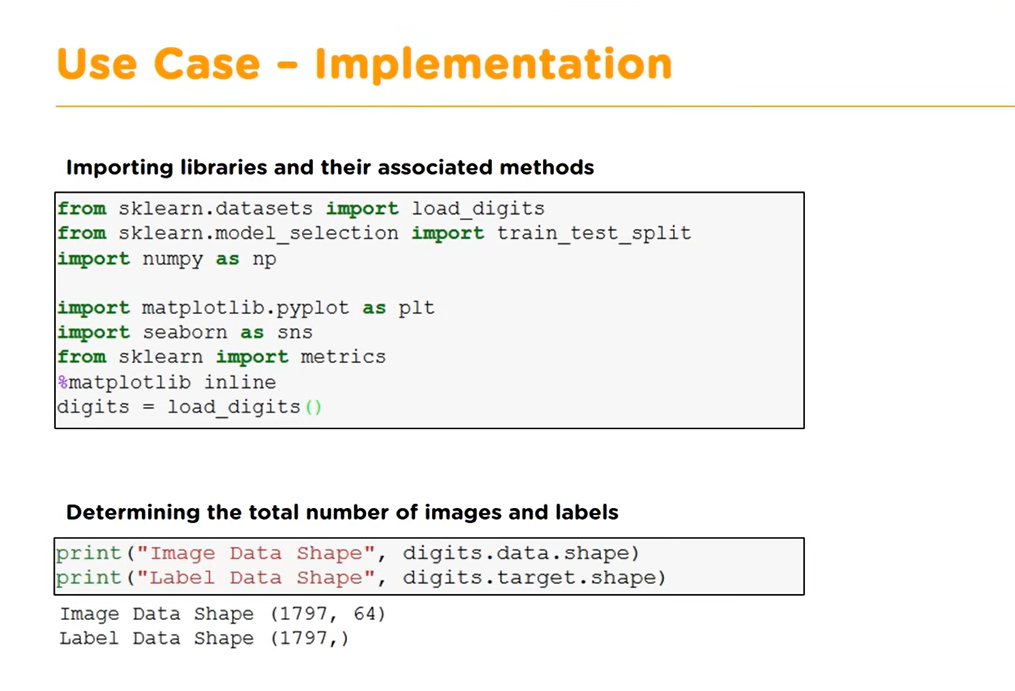 Use Case – Implementation
Importing libraries and their associated methods
from sklearn.datasets import load_digits
from sklearn.model_selection import train_test_split
import numpy as np
import matplotlib.pyplot as plt
import seaborn as sns
from sklearn import metrics
%matplotlib inline
digits = load_digits()
Determining the total number of images and labels
print("Image Data Shape", digits.data.shape)
print("Label Data Shape", digits.target.shape)
Image Data Shape (1797, 64)
Label Data Shape (1797,)